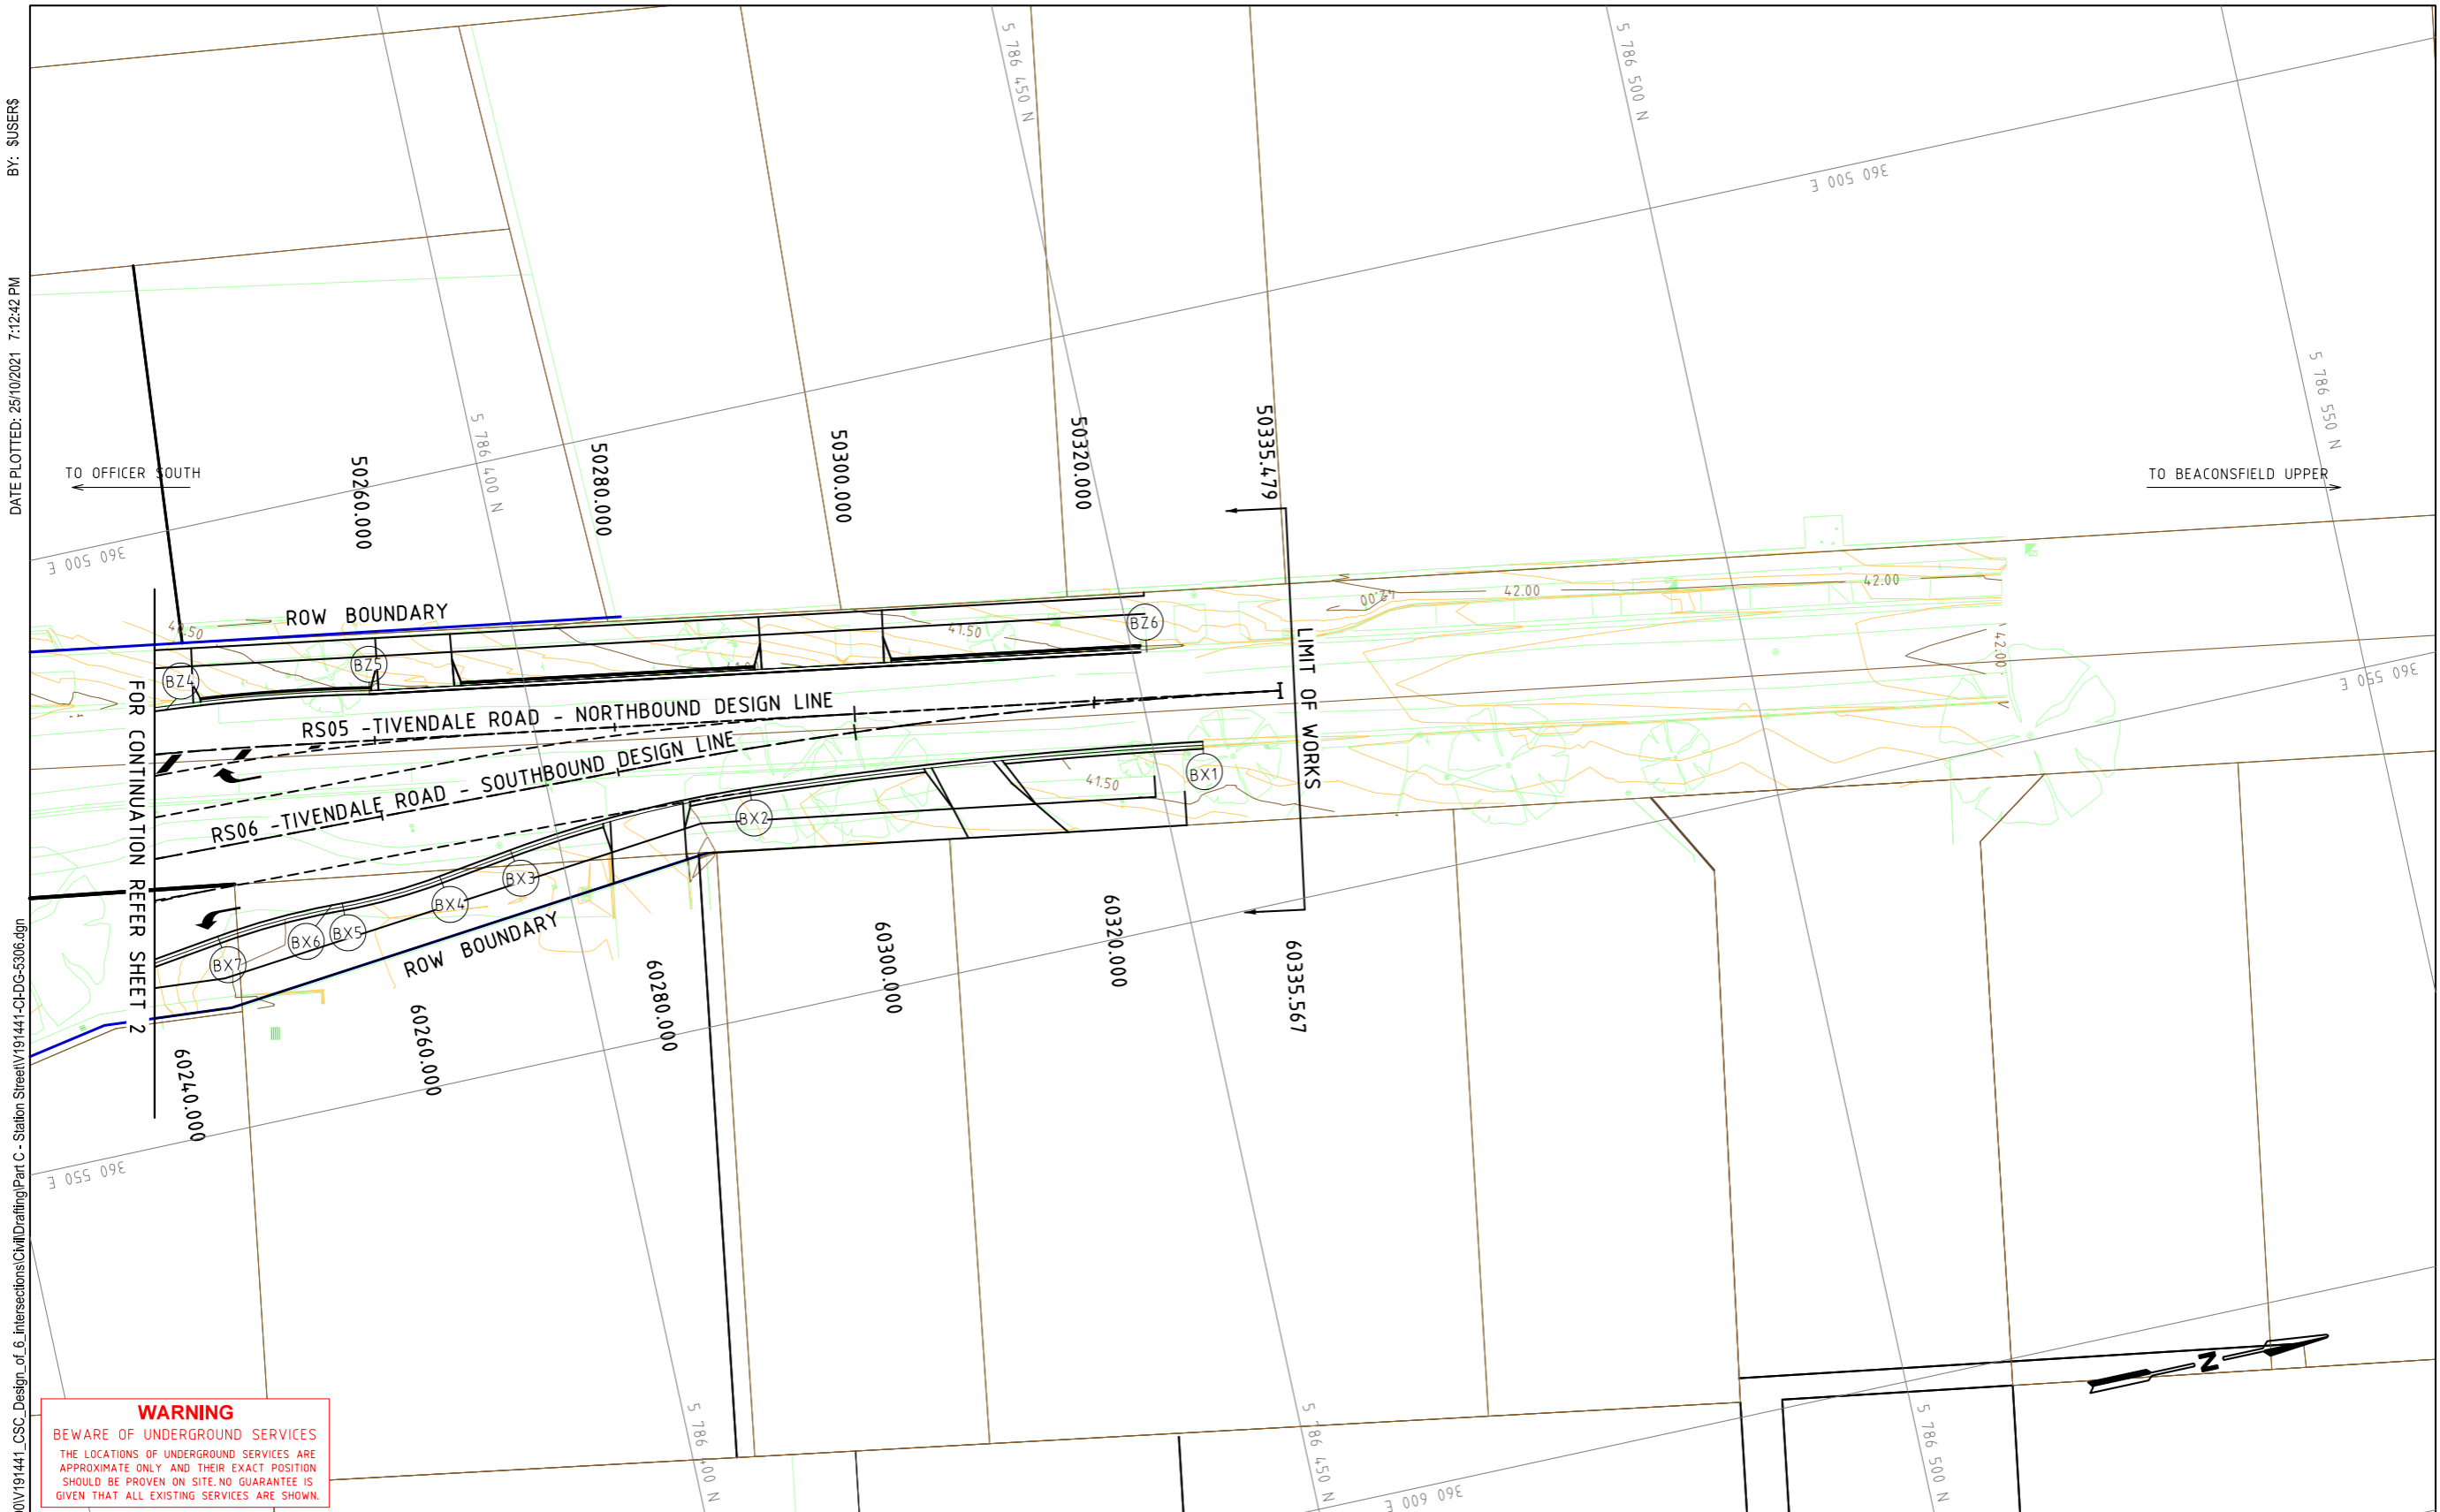 BY: $USER$
DATE PLOTTED: 25/10/2021 7:12:42 PM
00\V191441_CSC_Design_of_6_intersections\Civil\Drafting\Part C - Station Street\V191441-CI-DG-5306.dgn
5 786 450 N
5 786 500 N
360 500 E
5 786 550 N
5 786 400 N
TO OFFICER SOUTH
TO BEACONSFIELD UPPER
50260.000
50280.000
50300.000
50320.000
50335.479
360 500 E
ROW BOUNDARY
41.50
42.00
42.00
42.00
42.00
BZ4
BZ5
BZ6
360 550 E
RS05 -TIVENDALE ROAD - NORTHBOUND DESIGN LINE
RS06 -TIVENDALE ROAD - SOUTHBOUND DESIGN LINE
LIMIT OF WORKS
FOR CONTINUATION REFER SHEET 2
41.50
BX1
BX2
BX3
BX4
BX5
BX6
BX7
ROW BOUNDARY
60240.000
60260.000
60280.000
60300.000
60320.000
60335.567
360 550 E
N
WARNING
BEWARE OF UNDERGROUND SERVICES
THE LOCATIONS OF UNDERGROUND SERVICES ARE
APPROXIMATE ONLY AND THEIR EXACT POSITION
SHOULD BE PROVEN ON SITE. NO GUARANTEE IS
GIVEN THAT ALL EXISTING SERVICES ARE SHOWN.
5 786 400 N
5 786 450 N
360 600 E
5 786 500 N